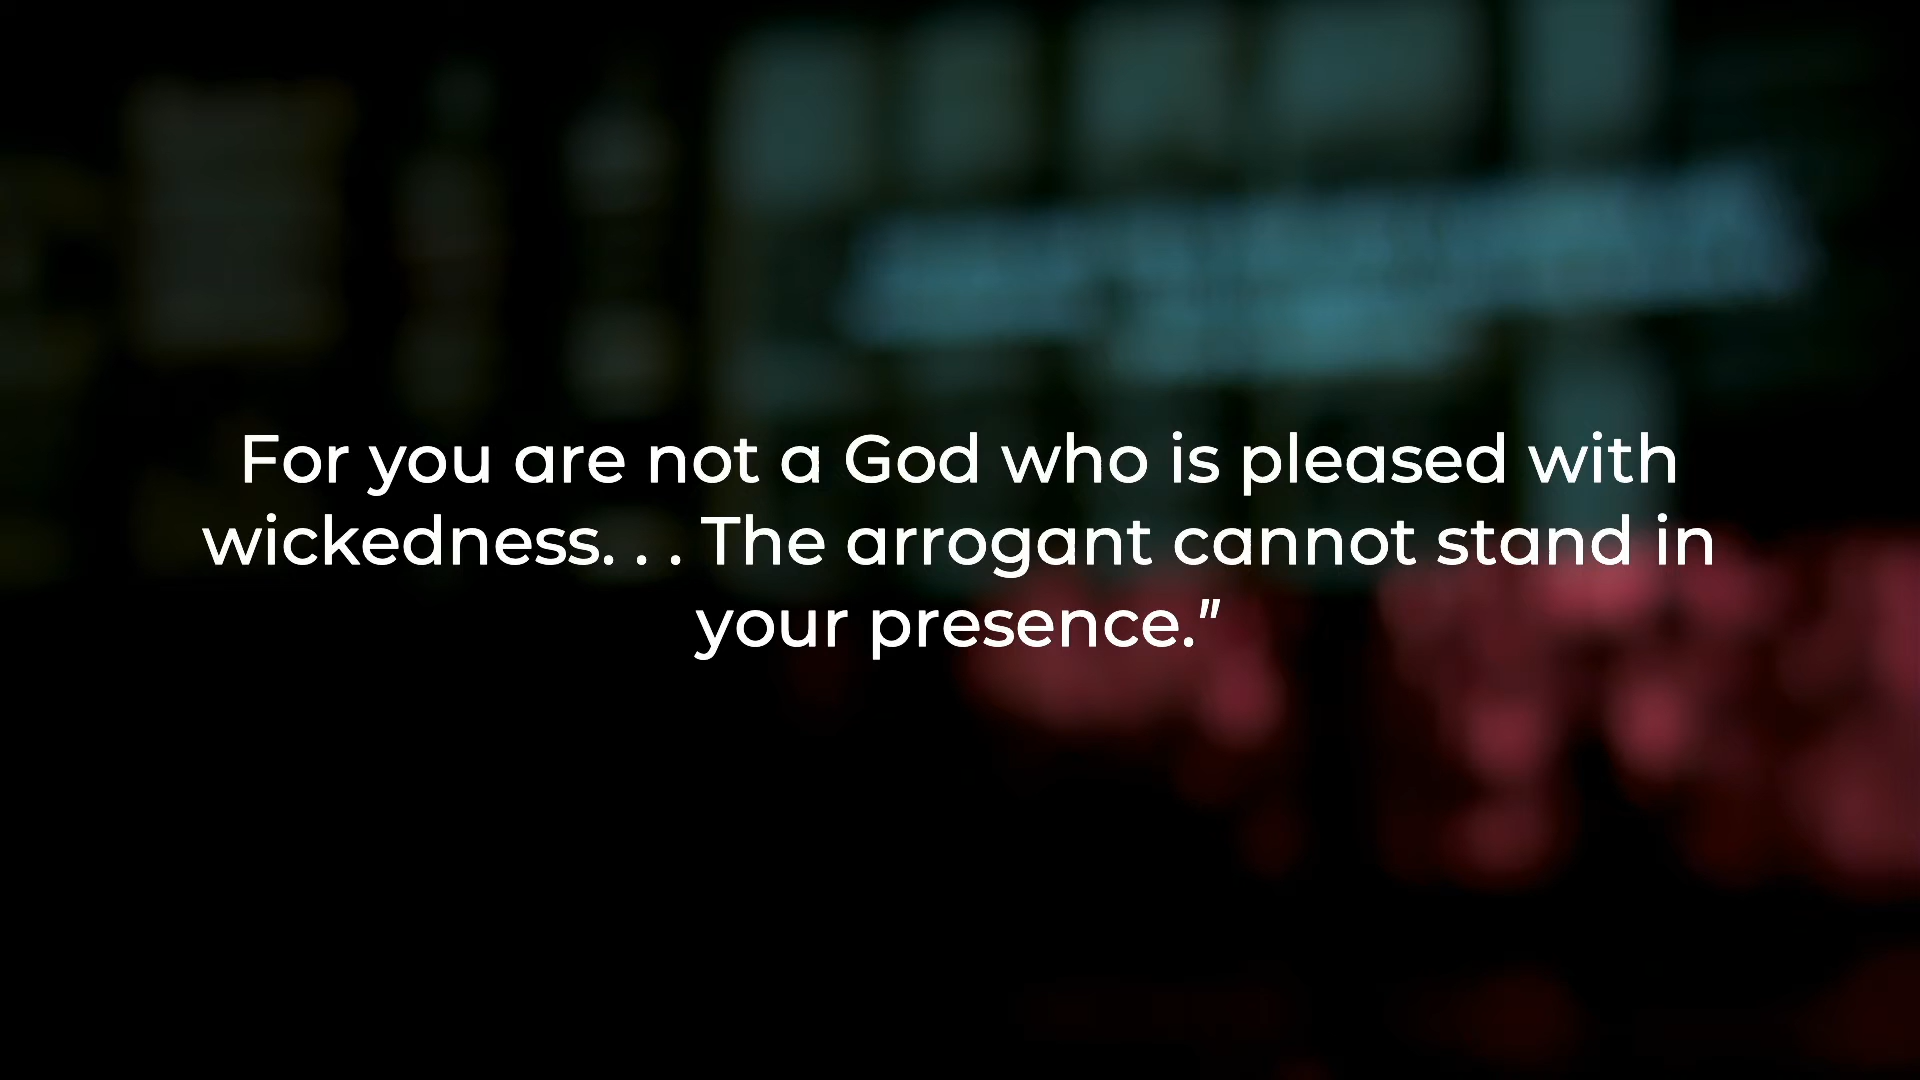 For you are not a God who is pleased with
wickedness. . . The arrogant cannot stand in
your presence."